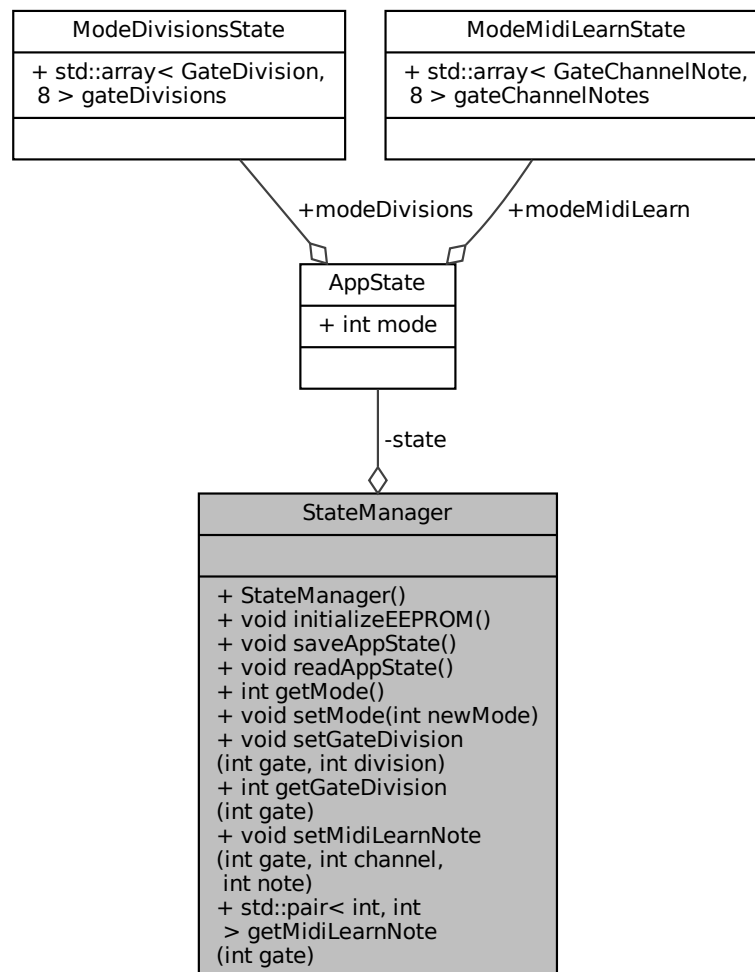 ModeDivisionsState
+ std::array< GateDivision,
8 > gateDivisions
ModeMidiLearnState
+ std::array< GateChannelNote,
8 > gateChannelNotes
+modeDivisions
+modeMidiLearn
AppState
+ int mode
-state
StateManager
+ StateManager()
+ void initializeEEPROM()
+ void saveAppState()
+ void readAppState()
+ int getMode()
+ void setMode(int newMode)
+ void setGateDivision
(int gate, int division)
+ int getGateDivision
(int gate)
+ void setMidiLearnNote
(int gate, int channel,
int note)
+ std::pair< int, int
> getMidiLearnNote
(int gate)